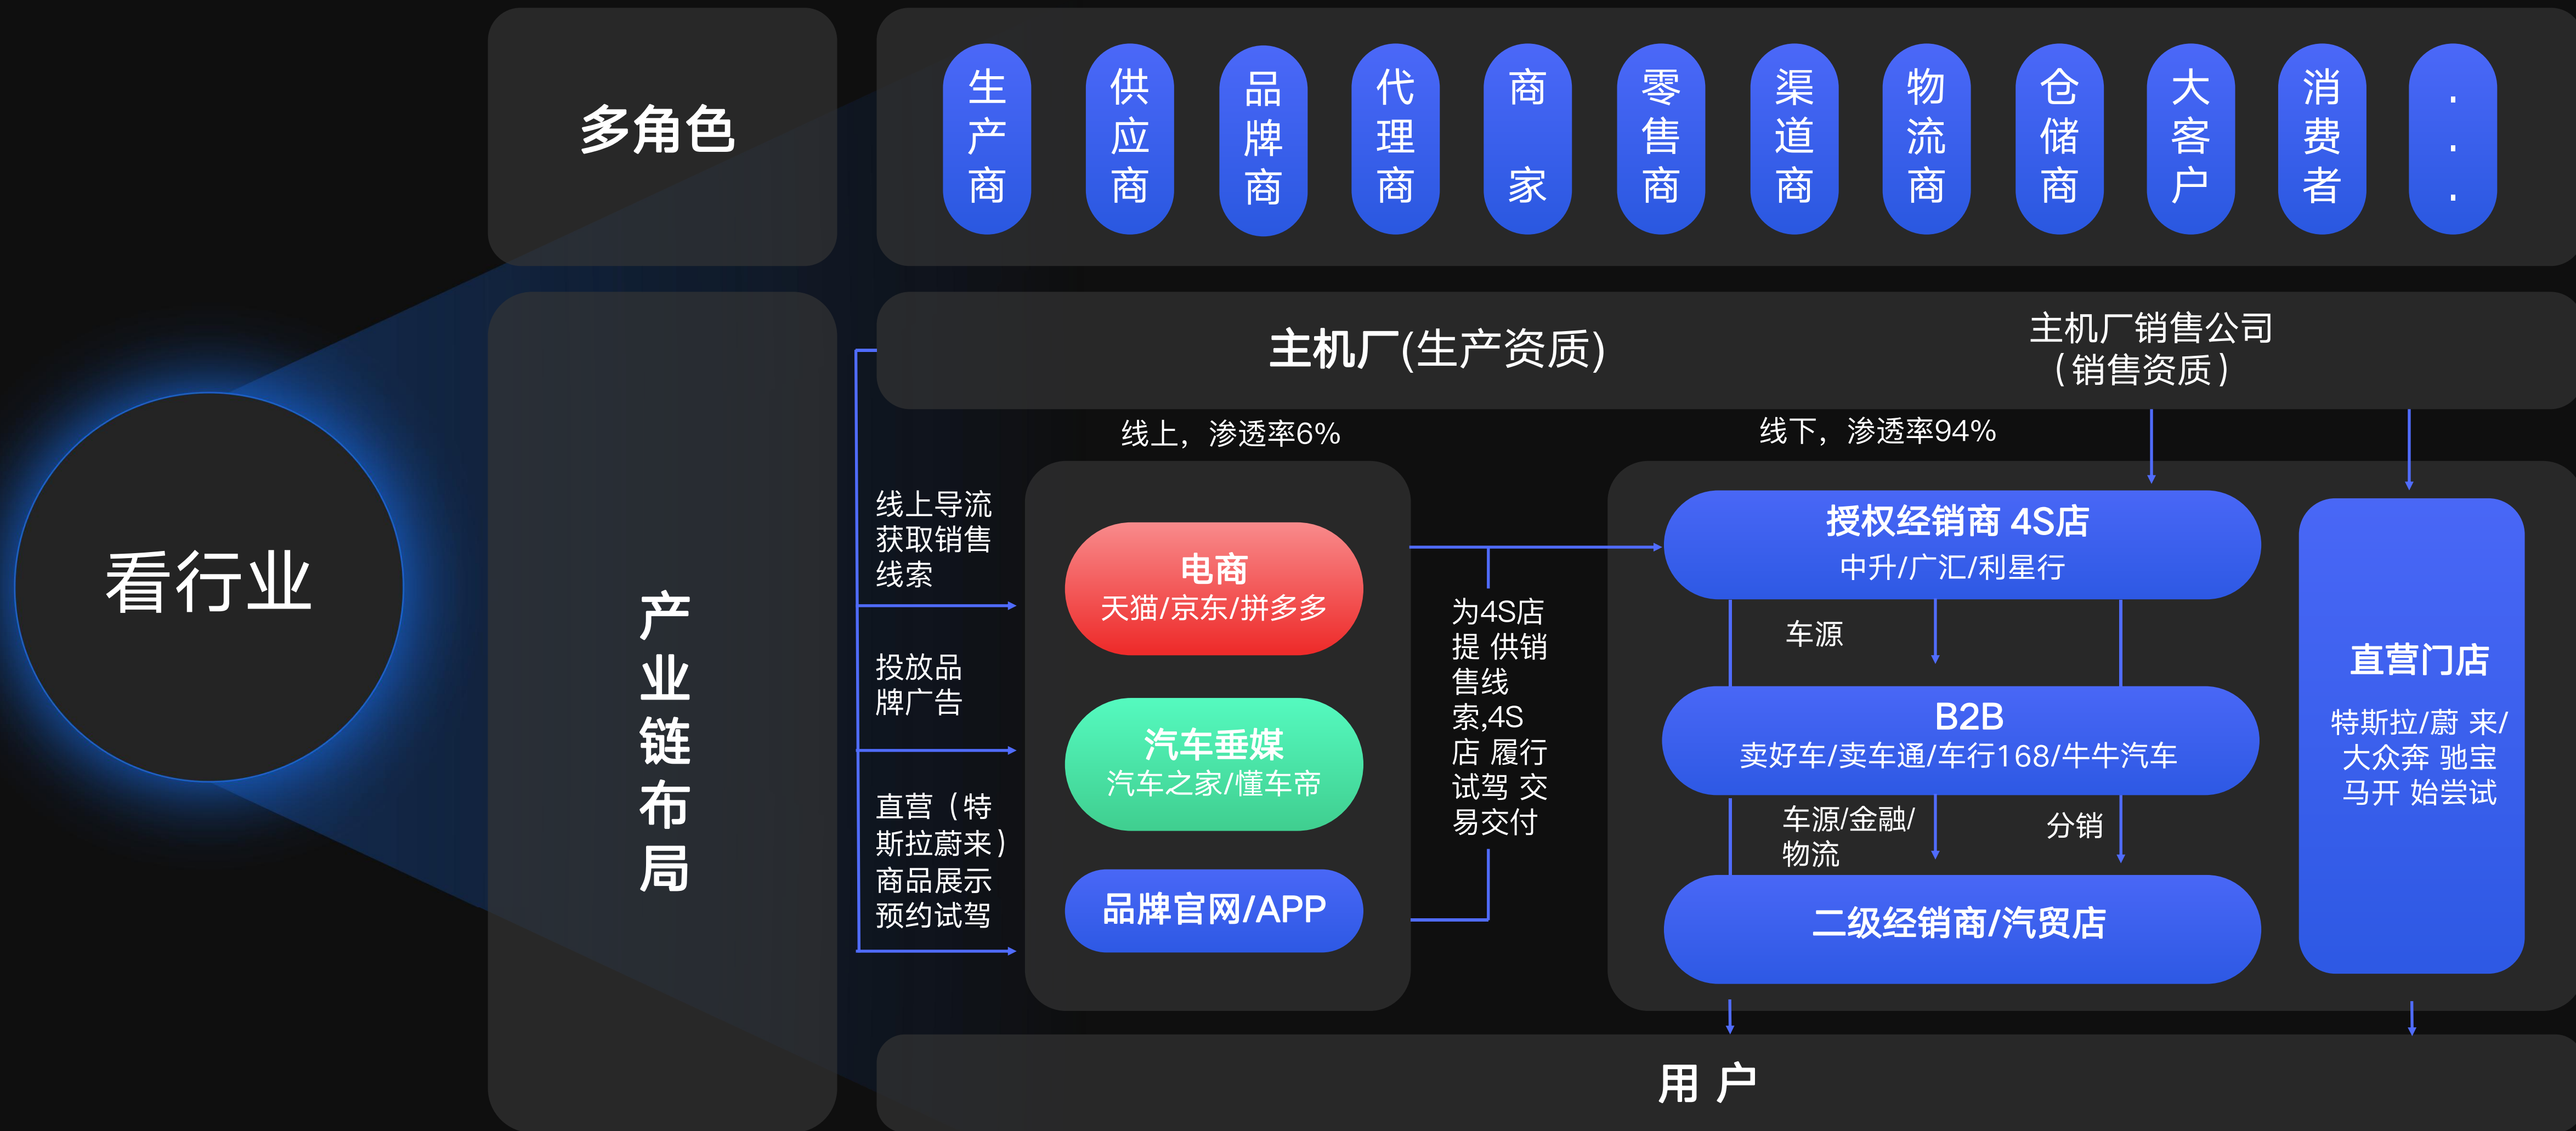 看行业
多角色
生产商
供应商
品牌商
代理商
商 家
零售商
渠道商
物流商
仓储商
大客户
消费者
...
产业链布局
主机厂(生产资质)
主机厂销售公司
（销售资质）
线上，渗透率6%
线下，渗透率94%
线上导流
获取销售
线索
投放品
牌广告
直营（特
斯拉蔚来）
商品展示
预约试驾
电商
天猫/京东/拼多多
汽车垂媒
汽车之家/懂车帝
品牌官网/APP
为4S店
提 供销
售线
索,4S
店 履行
试驾 交
易交付
授权经销商 4S店
中升/广汇/利星行
车源
B2B
卖好车/卖车通/车行168/牛牛汽车
车源/金融/
物流
分销
二级经销商/汽贸店
直营门店
特斯拉/蔚 来/
大众奔 驰宝
马开 始尝试
用 户